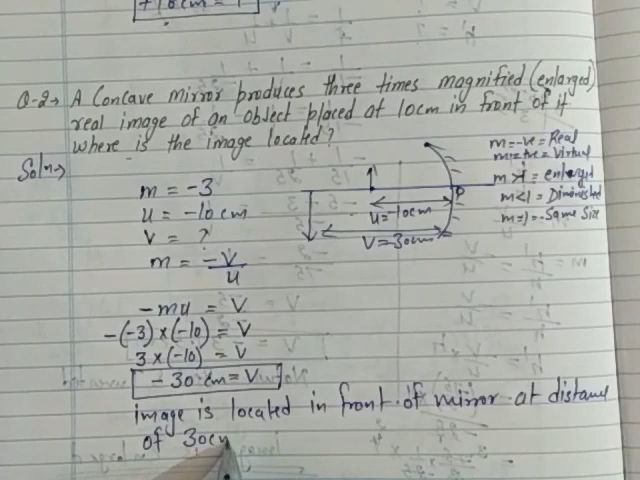 Q-2→ A Concave mirror produces three times magnified (enlarged)
real image of an object placed at 10cm in front of it
where is the image located?
Soln→
m = -3
u = -10 cm
v = ?
m = -v/u
-mu = v
-(-3)×(-10) = v
3×(-10) = v
-30 cm = v
image is located in front of mirror at distance
of 30cm
u=-10cm
V=-30cm
P
m=-ve = Real
m=+ve = Virtual
m>1 = enlarged
m<1 = Diminished
m=1= Same Size